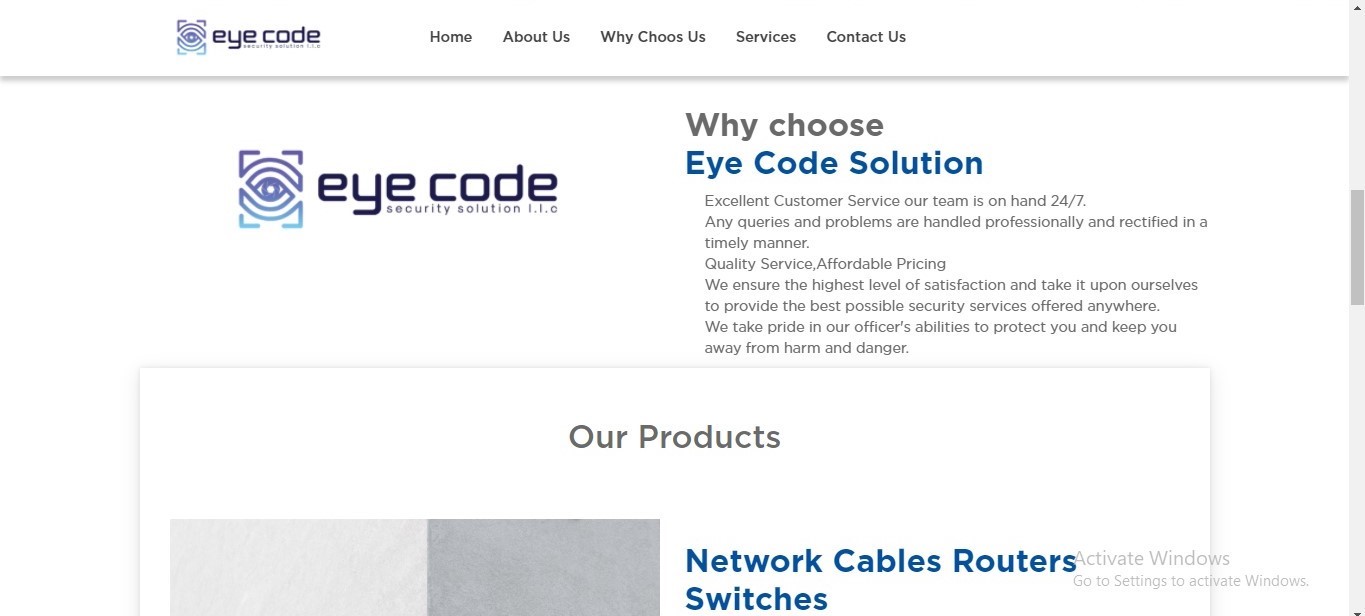 eye code
security solution l.l.c
Home About Us Why Choos Us Services Contact Us
eye code
security solution l.l.c
Why choose
Eye Code Solution
Excellent Customer Service our team is on hand 24/7.
Any queries and problems are handled professionally and rectified in a
timely manner.
Quality Service,Affordable Pricing
We ensure the highest level of satisfaction and take it upon ourselves
to provide the best possible security services offered anywhere.
We take pride in our officer's abilities to protect you and keep you
away from harm and danger.
Our Products
Network Cables Routers
Switches
Activate Windows
Go to Settings to activate Windows.